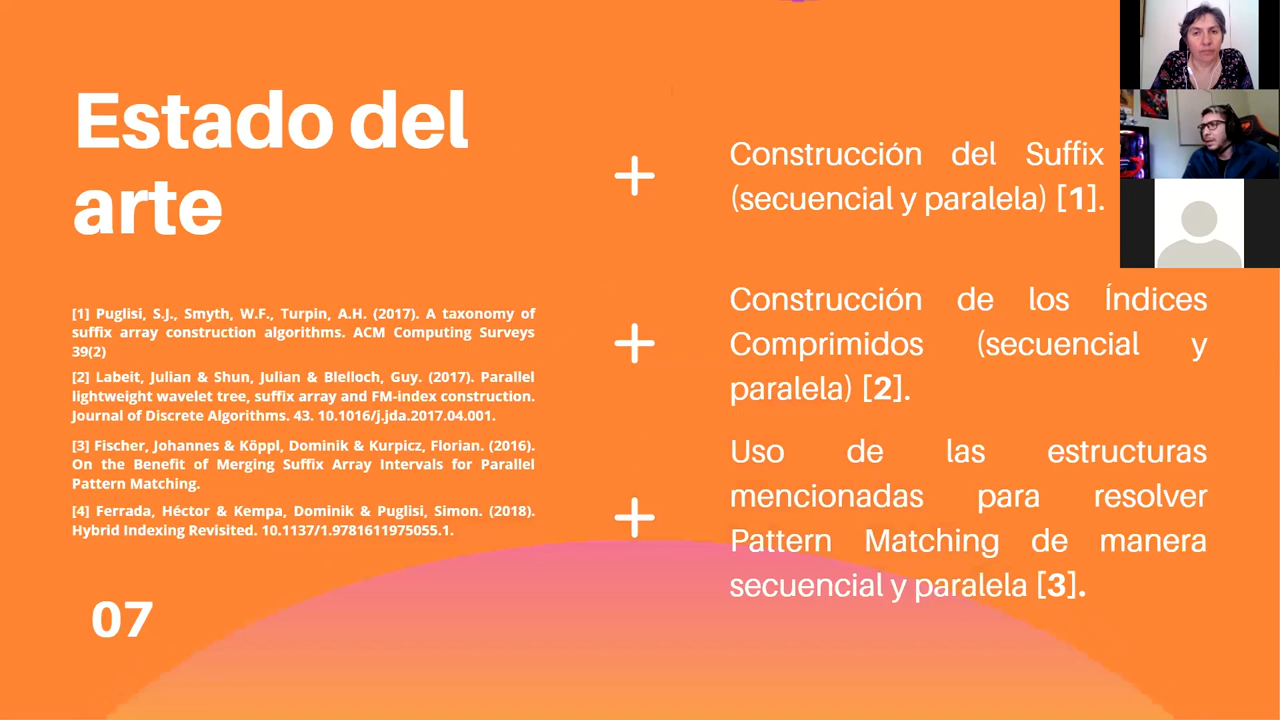 Estado del
arte
[1] Puglisi, S.J., Smyth, W.F., Turpin, A.H. (2017). A taxonomy of
suffix array construction algorithms. ACM Computing Surveys
39(2)
[2] Labeit, Julian & Shun, Julian & Blelloch, Guy. (2017). Parallel
lightweight wavelet tree, suffix array and FM-index construction.
Journal of Discrete Algorithms. 43. 10.1016/j.jda.2017.04.001.
[3] Fischer, Johannes & Köppl, Dominik & Kurpicz, Florian. (2016).
On the Benefit of Merging Suffix Array Intervals for Parallel
Pattern Matching.
[4] Ferrada, Héctor & Kempa, Dominik & Puglisi, Simon. (2018).
Hybrid Indexing Revisited. 10.1137/1.9781611975055.1.
07
Construcción del Suffix
(secuencial y paralela) [1].
Construcción de los Índices
Comprimidos (secuencial y
paralela) [2].
Uso de las estructuras
mencionadas para resolver
Pattern Matching de manera
secuencial y paralela [3].